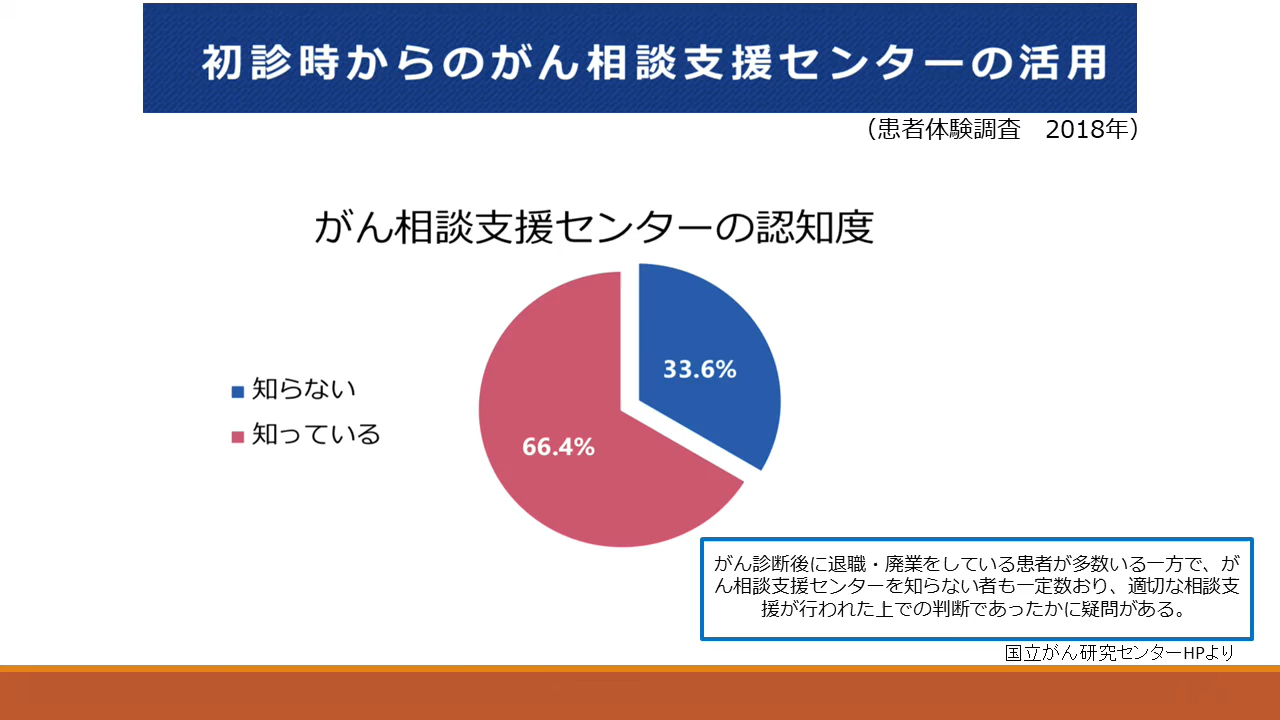 初診時からのがん相談支援センターの活用
（患者体験調査　2018年）
がん相談支援センターの認知度
33.6%
知らない
知っている
66.4%
がん診断後に退職・廃業をしている患者が多数いる一方で、が
ん相談支援センターを知らない者も一定数おり、適切な相談支
援が行われた上での判断であったかに疑問がある。
国立がん研究センターHPより